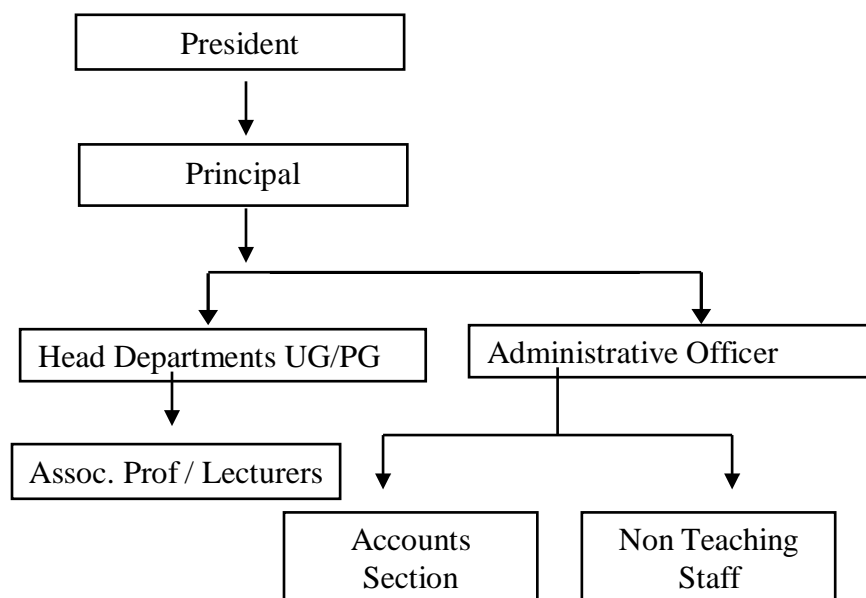 President
Principal
Head Departments UG/PG
Administrative Officer
Assoc. Prof / Lecturers
Accounts
Section
Non Teaching
Staff